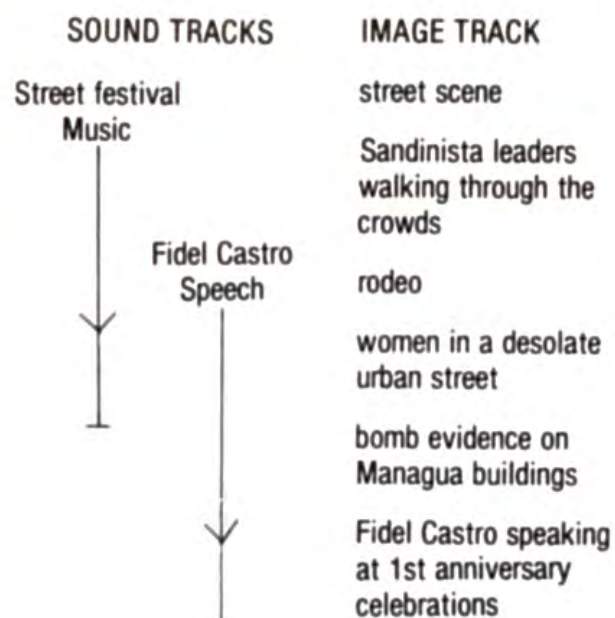 SOUND TRACKS
IMAGE TRACK
Street festival
Music
Fidel Castro
Speech
street scene
Sandinista leaders
walking through the
crowds
rodeo
women in a desolate
urban street
bomb evidence on
Managua buildings
Fidel Castro speaking
at 1st anniversary
celebrations